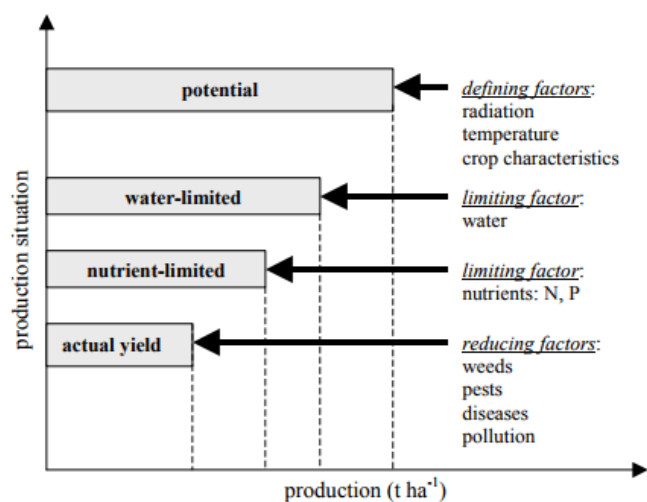 potential
defining factors:
radiation
temperature
crop characteristics
water-limited
limiting factor:
water
nutrient-limited
limiting factor:
nutrients: N, P
actual yield
reducing factors:
weeds
pests
diseases
pollution
production situation
production (t ha⁻¹)